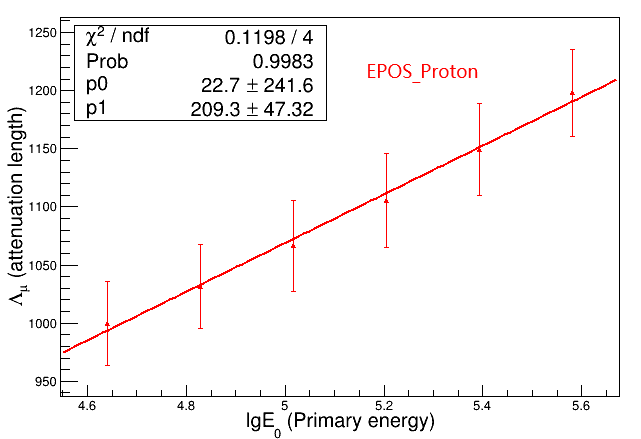 χ² / ndf 0.1198 / 4
Prob 0.9983
p0 22.7 ± 241.6
p1 209.3 ± 47.32
EPOS_Proton
Λμ (attenuation length)
1250
1200
1150
1100
1050
1000
950
4.6 4.8 5 5.2 5.4 5.6
lgE₀ (Primary energy)